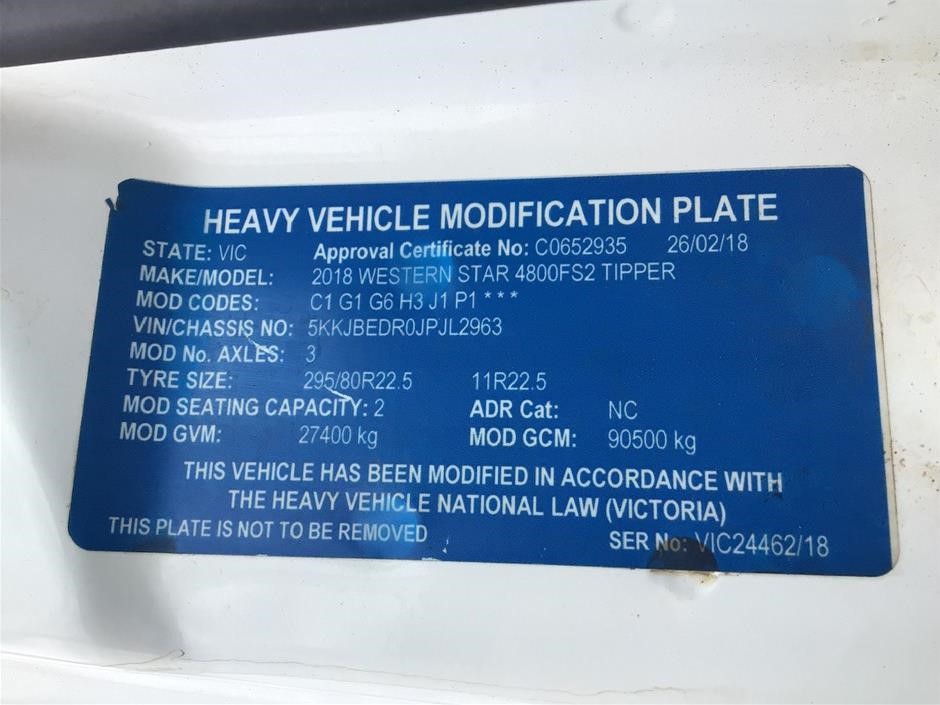 HEAVY VEHICLE MODIFICATION PLATE
STATE: VIC Approval Certificate No: C0652935 26/02/18
MAKE/MODEL: 2018 WESTERN STAR 4800FS2 TIPPER
MOD CODES: C1 G1 G6 H3 J1 P1 * * *
VIN/CHASSIS NO: 5KKJBEDR0JPJL2963
MOD No. AXLES: 3
TYRE SIZE: 295/80R22.5 11R22.5
MOD SEATING CAPACITY: 2 ADR Cat: NC
MOD GVM: 27400 kg MOD GCM: 90500 kg
THIS VEHICLE HAS BEEN MODIFIED IN ACCORDANCE WITH
THE HEAVY VEHICLE NATIONAL LAW (VICTORIA)
THIS PLATE IS NOT TO BE REMOVED SER No: VIC24462/18